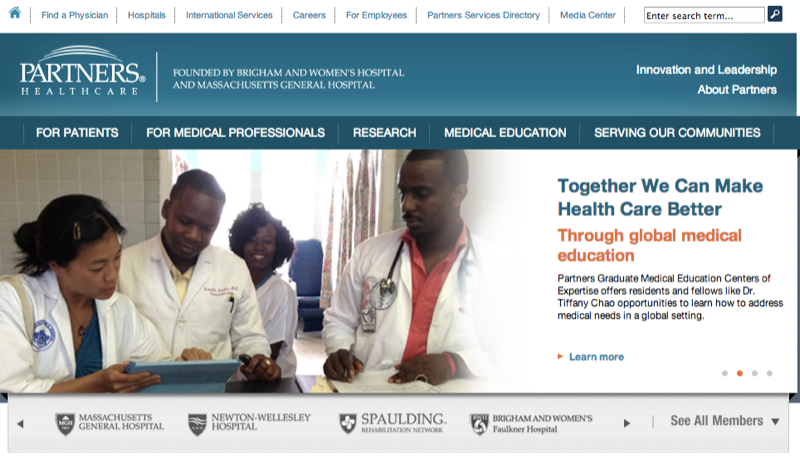 Find a Physician
Hospitals
International Services
Careers
For Employees
Partners Services Directory
Media Center
Enter search term...
PARTNERS®
HEALTHCARE
FOUNDED BY BRIGHAM AND WOMEN'S HOSPITAL
AND MASSACHUSETTS GENERAL HOSPITAL
Innovation and Leadership
About Partners
FOR PATIENTS
FOR MEDICAL PROFESSIONALS
RESEARCH
MEDICAL EDUCATION
SERVING OUR COMMUNITIES
Together We Can Make
Health Care Better
Through global medical
education
Partners Graduate Medical Education Centers of
Expertise offers residents and fellows like Dr.
Tiffany Chao opportunities to learn how to address
medical needs in a global setting.
Learn more
MGH
MASSACHUSETTS
GENERAL HOSPITAL
NEWTON-WELLESLEY
HOSPITAL
SPAULDING
REHABILITATION NETWORK
BRIGHAM AND WOMEN'S
Faulkner Hospital
See All Members